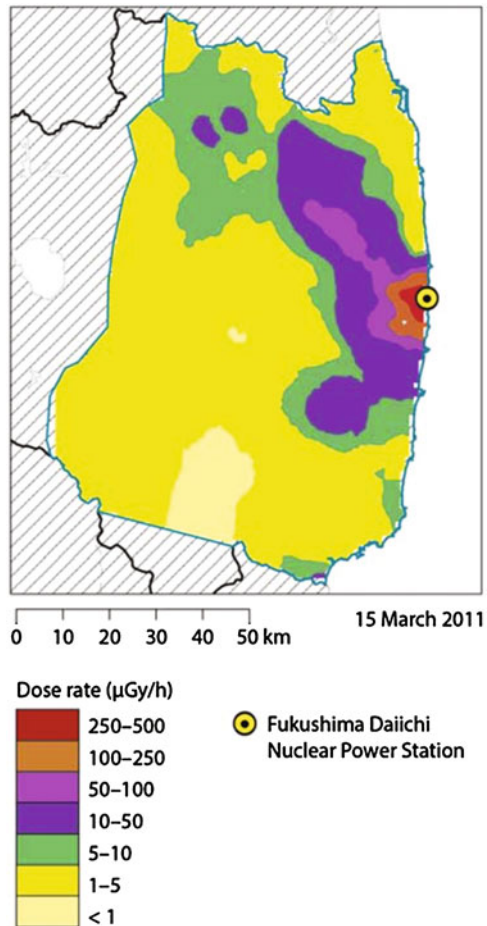 15 March 2011
0 10 20 30 40 50 km
Dose rate (µGy/h)
250–500
100–250
50–100
10–50
5–10
1–5
< 1
Fukushima Daiichi
Nuclear Power Station